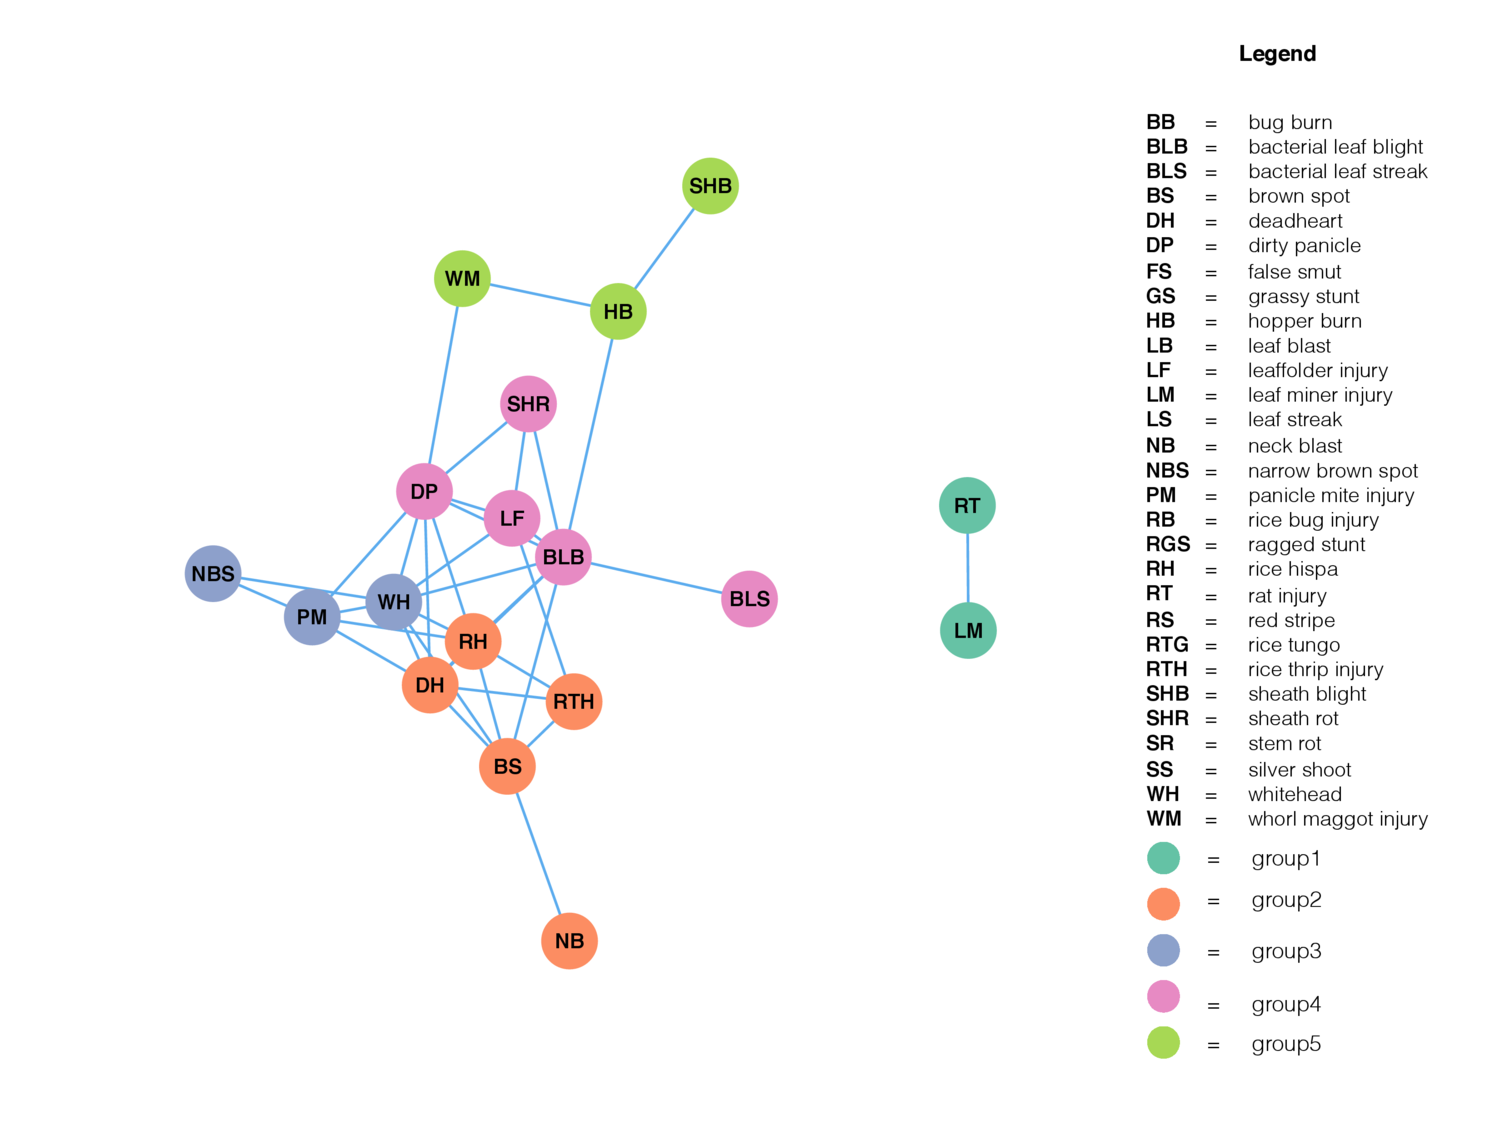 Legend
BB = bug burn
BLB = bacterial leaf blight
BLS = bacterial leaf streak
BS = brown spot
DH = deadheart
DP = dirty panicle
FS = false smut
GS = grassy stunt
HB = hopper burn
LB = leaf blast
LF = leaffolder injury
LM = leaf miner injury
LS = leaf streak
NB = neck blast
NBS = narrow brown spot
PM = panicle mite injury
RB = rice bug injury
RGS = ragged stunt
RH = rice hispa
RT = rat injury
RS = red stripe
RTG = rice tungo
RTH = rice thrip injury
SHB = sheath blight
SHR = sheath rot
SR = stem rot
SS = silver shoot
WH = whitehead
WM = whorl maggot injury
= group1
= group2
= group3
= group4
= group5
SHB
WM
HB
SHR
DP
LF
RT
BLB
NBS
BLS
WH
PM
LM
RH
DH
RTH
BS
NB